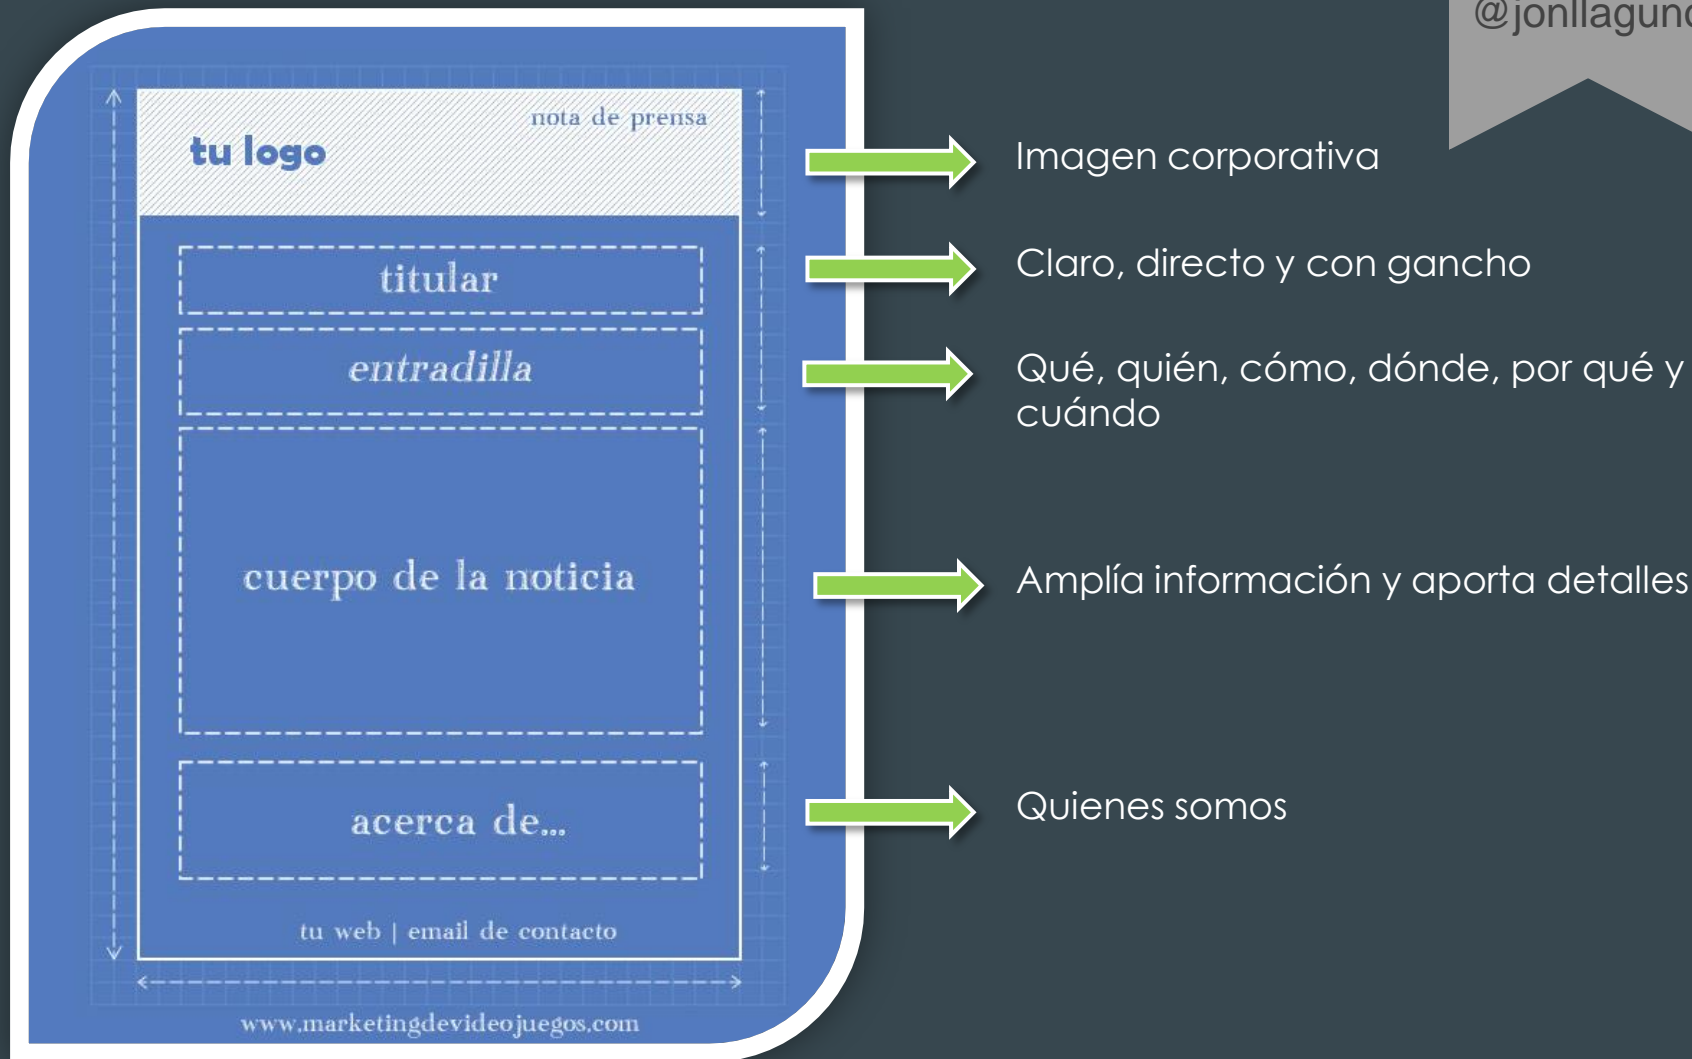 @jonllagun
nota de prensa
tu logo
Imagen corporativa
titular
Claro, directo y con gancho
entradilla
Qué, quién, cómo, dónde, por qué y
cuándo
cuerpo de la noticia
Amplía información y aporta detalles
acerca de...
Quienes somos
tu web | email de contacto
www.marketingdevideojuegos.com